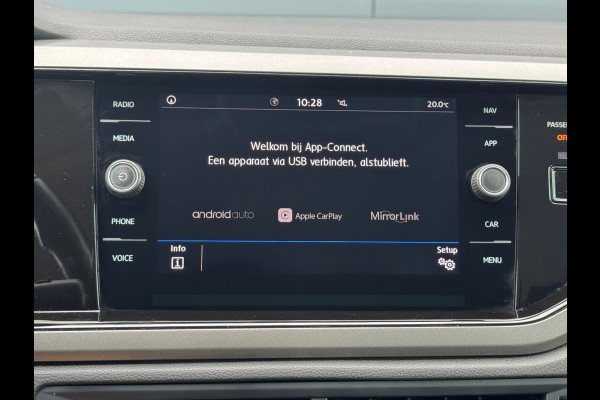 RADIO
MEDIA
PHONE
VOICE
10:28
20.0°C
Welkom bij App-Connect.
Een apparaat via USB verbinden, alstublieft.
androidauto
Apple CarPlay
MirrorLink
Info
Setup
NAV
APP
CAR
MENU
PASSE